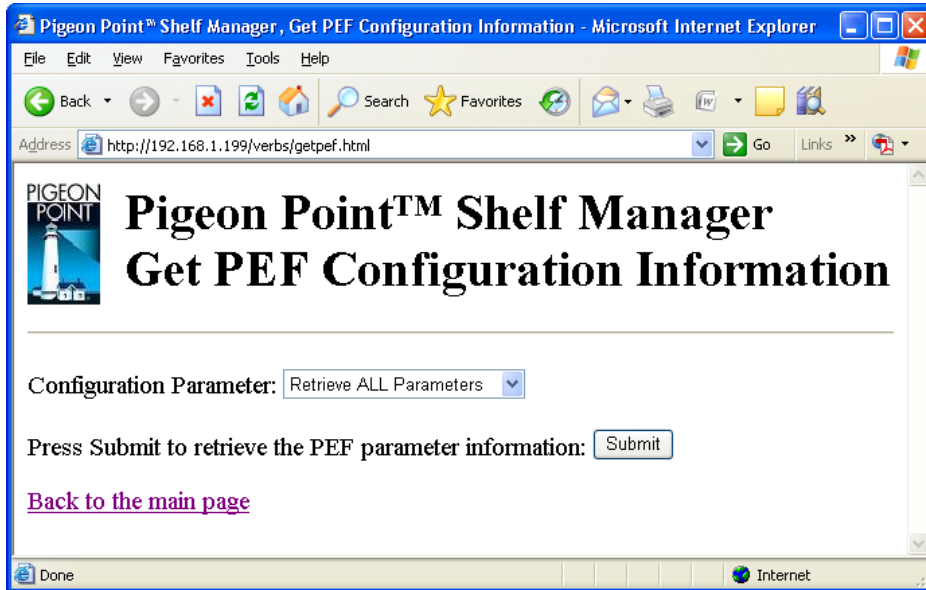 Pigeon Point™ Shelf Manager, Get PEF Configuration Information - Microsoft Internet Explorer
File Edit View Favorites Tools Help
Back Search Favorites
Address http://192.168.1.199/verbs/getpef.html Go Links »
PIGEON
POINT
Pigeon Point™ Shelf Manager
Get PEF Configuration Information
Configuration Parameter: Retrieve ALL Parameters
Press Submit to retrieve the PEF parameter information: Submit
Back to the main page
Done Internet